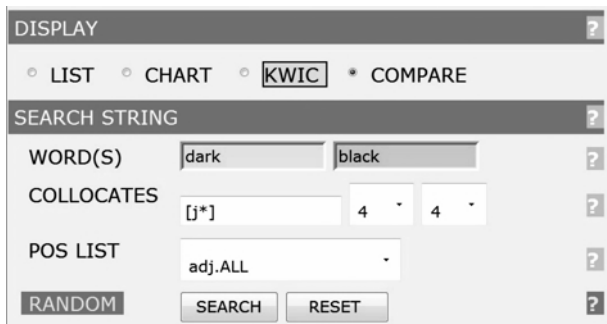 DISPLAY ?
LIST CHART KWIC COMPARE
SEARCH STRING ?
WORD(S) dark black ?
COLLOCATES [j*] 4 4 ?
POS LIST adj.ALL ?
RANDOM SEARCH RESET ?